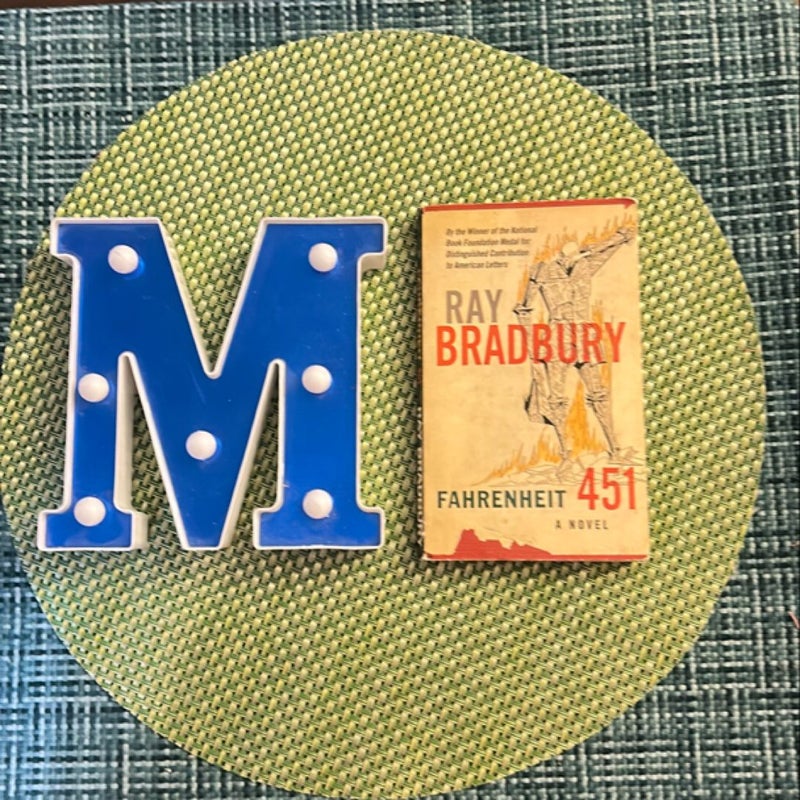 M
By the Winner of the National
Book Foundation Medal for
Distinguished Contribution
to American Letters
RAY
BRADBURY
FAHRENHEIT 451
A NOVEL